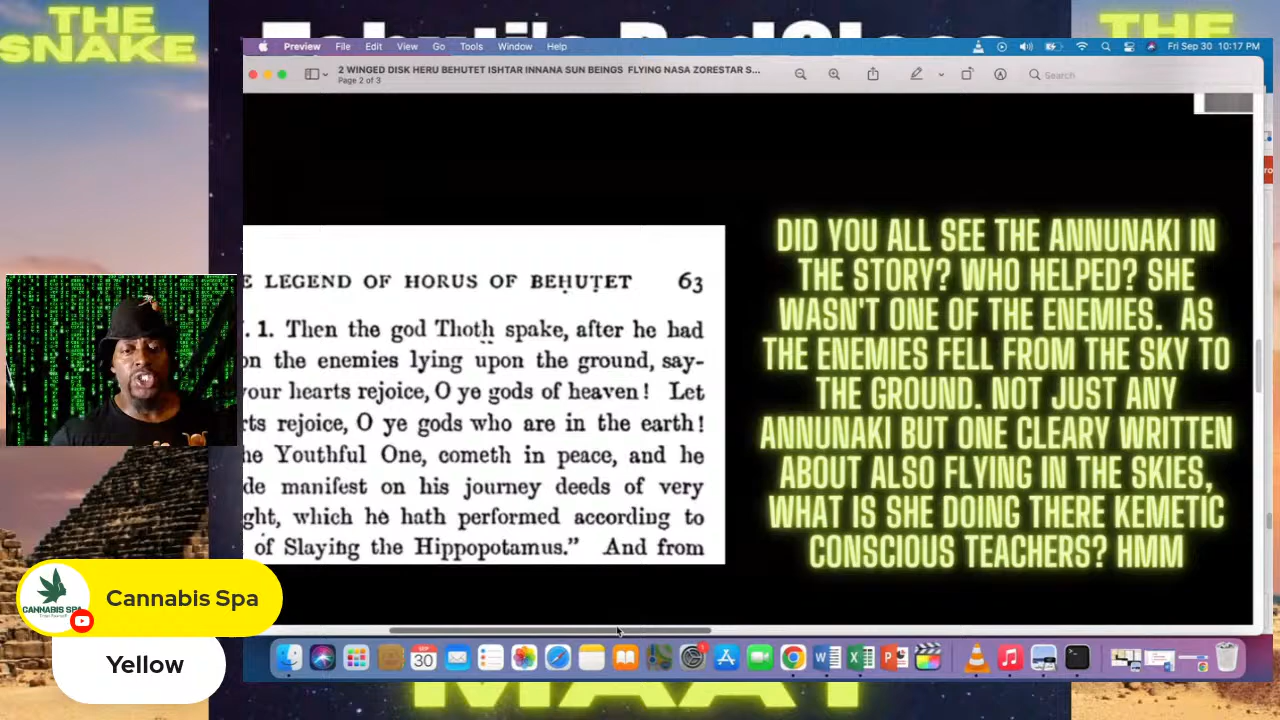 THE
SNAKE
THE
Preview File Edit View Go Tools Window Help
Fri Sep 30 10:17 PM
2 WINGED DISK HERU BEHUTET ISHTAR INNANA SUN BEINGS FLYING NASA ZORESTAR S...
Page 2 of 3
Search
LEGEND OF HORUS OF BEḤUṬET 63
1. Then the god Thoth spake, after he had
the enemies lying upon the ground, say-
your hearts rejoice, O ye gods of heaven! Let
rejoice, O ye gods who are in the earth!
Youthful One, cometh in peace, and he
manifest on his journey deeds of very
which he hath performed according to
of Slaying the Hippopotamus." And from
DID YOU ALL SEE THE ANNUNAKI IN
THE STORY? WHO HELPED? SHE
WASN'T ONE OF THE ENEMIES. AS
THE ENEMIES FELL FROM THE SKY TO
THE GROUND. NOT JUST ANY
ANNUNAKI BUT ONE CLEARY WRITTEN
ABOUT ALSO FLYING IN THE SKIES,
WHAT IS SHE DOING THERE KEMETIC
CONSCIOUS TEACHERS? HMM
CANNABIS SPA
Cannabis Spa
Yellow
SEP
30
MAAT